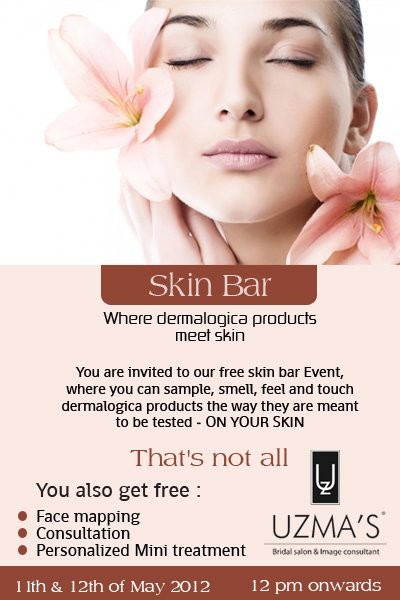 Skin Bar
Where dermalogica products
meet skin
You are invited to our free skin bar Event,
where you can sample, smell, feel and touch
dermalogica products the way they are meant
to be tested - ON YOUR SKIN
That's not all
You also get free :
Face mapping
Consultation
Personalized Mini treatment
UZ
UZMA'S®
Bridal salon & Image consultant
11th & 12th of May 2012 12 pm onwards